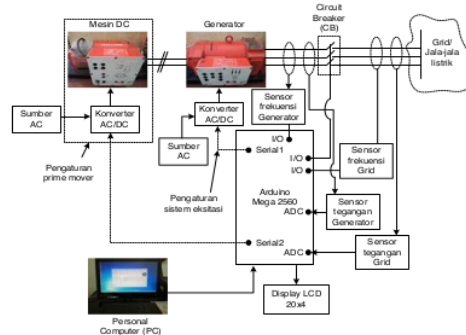 Mesin DC
Generator
Circuit
Breaker (CB)
Grid/
Jala-jala
listrik
Sumber
AC
Konverter
AC/DC
Konverter
AC/DC
Sumber
AC
Sensor
frekuensi
Generator
Pengaturan
prime mover
Pengaturan
sistem eksitasi
I/O
Serial1
I/O
I/O
Arduino
Mega 2560
ADC
Serial2
ADC
Sensor
frekuensi
Grid
Sensor
tegangan
Generator
Sensor
tegangan
Grid
Display LCD
20x4
Personal
Computer (PC)